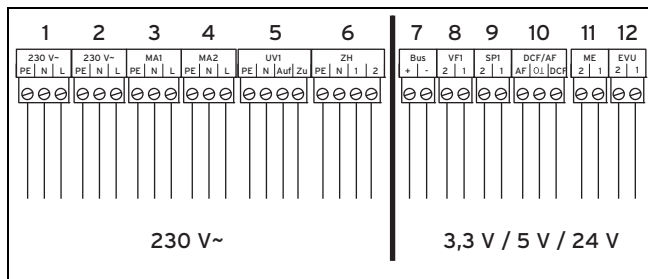 1 2 3 4 5 6 7 8 9 10 11 12
230 V~ 230 V~ MA1 MA2 UV1 ZH Bus VF1 SP1 DCF/AF ME EVU
PE N L PE N L PE N L PE N L PE N Auf Zu PE N 1 2 + - 2 1 2 1 AF O⊥ DCF 2 1 2 1
230 V~ 3,3 V / 5 V / 24 V